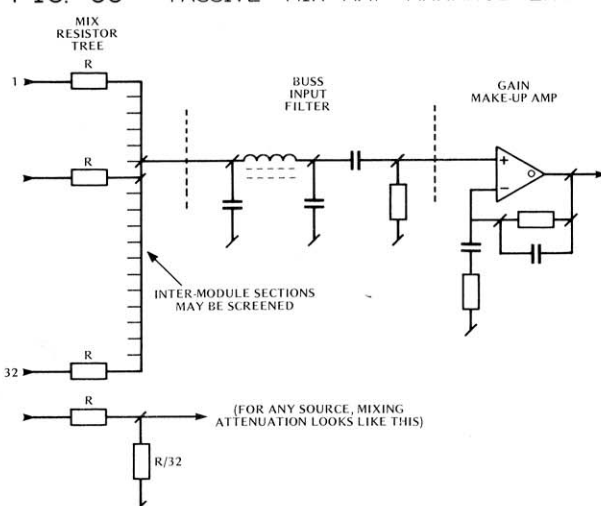 MIX
RESISTOR
TREE
R
1
BUSS
INPUT
FILTER
GAIN
MAKE-UP AMP
+
−
R
INTER-MODULE SECTIONS
MAY BE SCREENED
R
32
R
(FOR ANY SOURCE, MIXING
ATTENUATION LOOKS LIKE THIS)
R/32